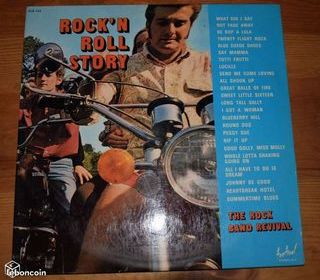 ROCK'N
ROLL
STORY
WHAT DID I SAY
NOT FADE AWAY
BE BOP A LULA
TWENTY FLIGHT ROCK
BLUE SUEDE SHOES
SAY MAMMA
TOTI FRUTTI
LUCILLE
SEND ME SOME LOVING
ALL SHOOK UP
GREAT BALLS OF FIRE
SWEET LITTLE SIXTEEN
LONG TALL SALLY
I GOT A WOMAN
BLUEBERRY HILL
HOUND DOG
PEGGY SUE
RIP IT UP
GOOD GOLLY, MISS MOLLY
WHOLE LOTTA SHAKING
GOING ON
ALL I HAVE TO DO IS
DREAM
JOHNNY BE GOOD
HEARTBREAK HOTEL
SUMMERTIME BLUES
THE ROCK
BAND REVIVAL
leboncoin